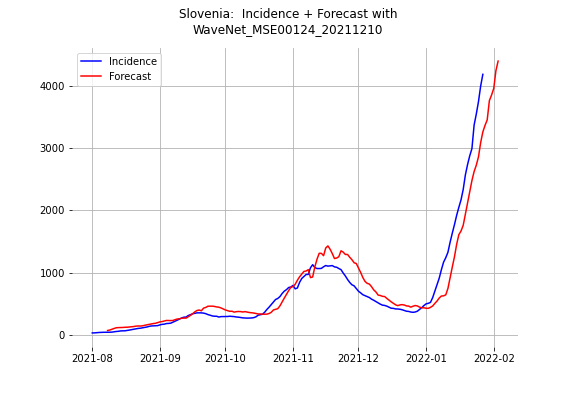 Slovenia:  Incidence + Forecast with
WaveNet_MSE00124_20211210
Incidence
Forecast
4000
3000
2000
1000
0
2021-08 2021-09 2021-10 2021-11 2021-12 2022-01 2022-02